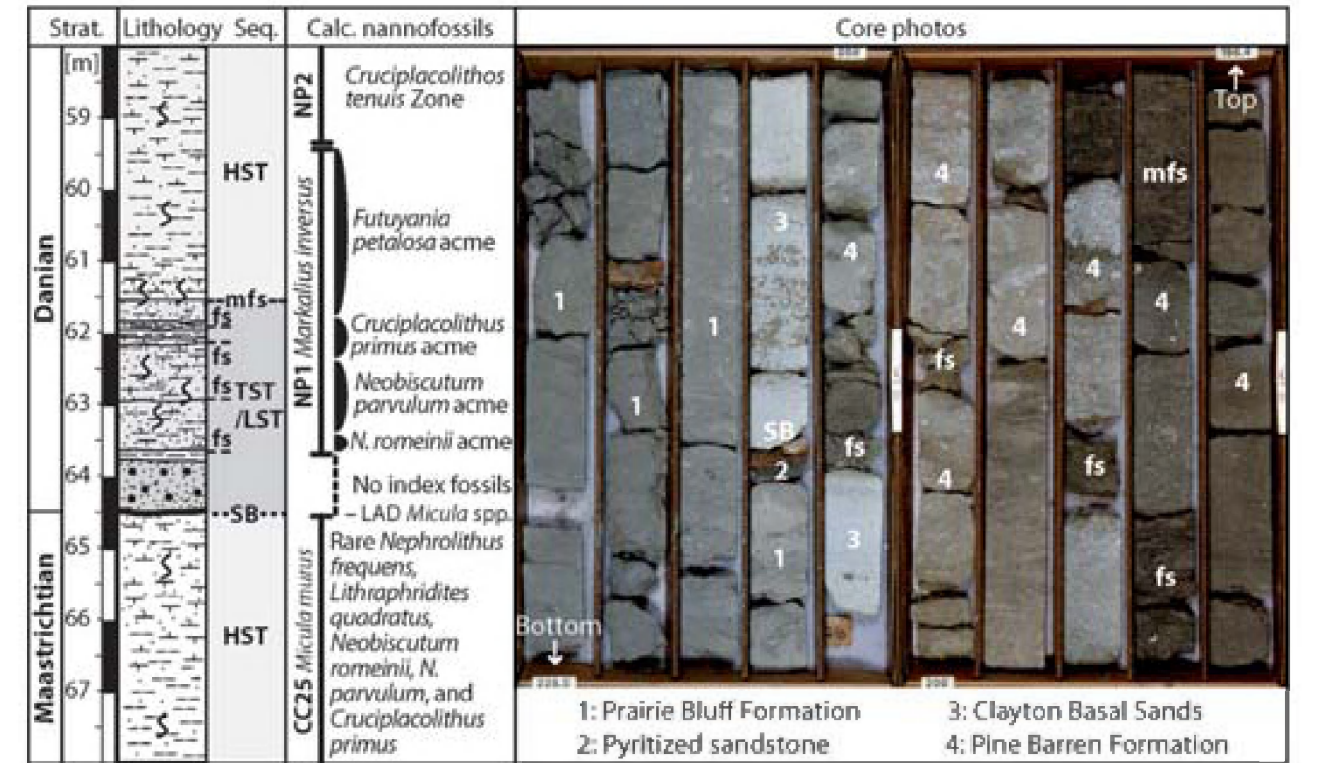 Strat. Lithology Seq. Calc. nannofossils Core photos
[m]
59
60
61
62
63
64
65
66
67
Danian
Maastrichtian
HST
mfs
fs
fs
fs TST
/LST
fs
SB
HST
NP2
NP1 Markalius inversus
CC25 Micula murus
Cruciplacolithos
tenuis Zone
Futuyania
petalosa acme
Cruciplacolithus
primus acme
Neobiscutum
parvulum acme
N. romeinii acme
No index fossils
– LAD Micula spp.
Rare Nephrolithus
frequens,
Lithraphridites
quadratus,
Neobiscutum
romeinii, N.
parvulum, and
Cruciplacolithus
primus
Top
Bottom
1
1
1
3
SB
2
1
4
fs
3
4
fs
4
4
4
fs
mfs
4
fs
4
200
1: Prairie Bluff Formation
2: Pyritized sandstone
3: Clayton Basal Sands
4: Pine Barren Formation